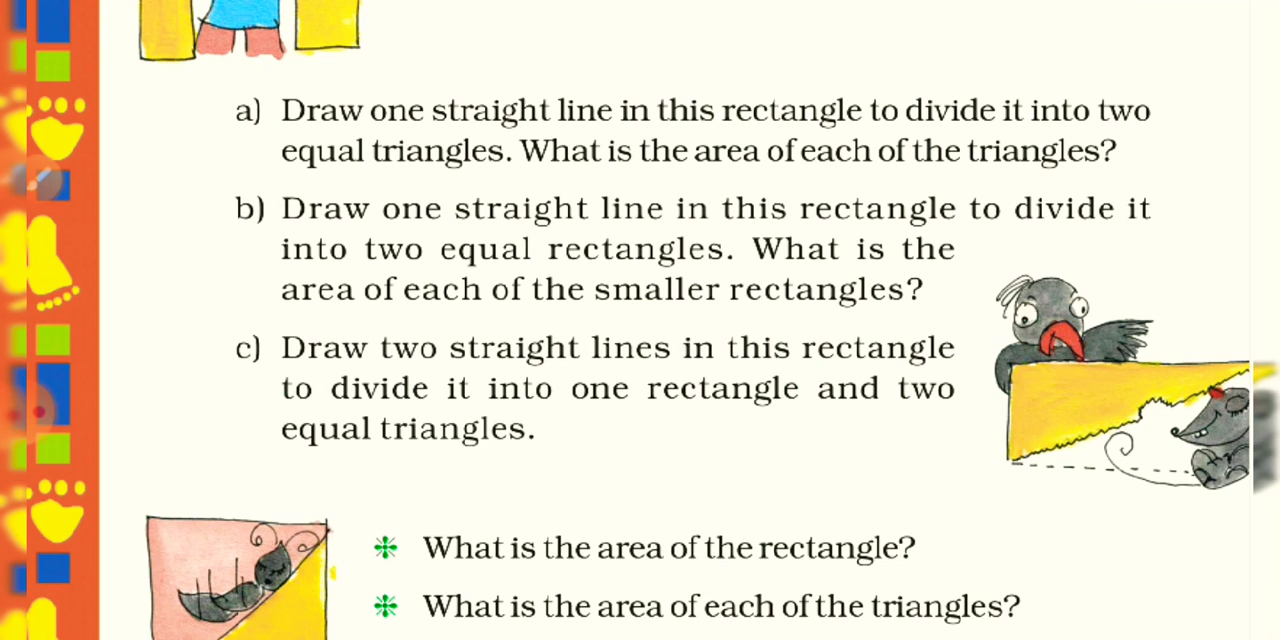 a) Draw one straight line in this rectangle to divide it into two
equal triangles. What is the area of each of the triangles?
b) Draw one straight line in this rectangle to divide it
into two equal rectangles. What is the
area of each of the smaller rectangles?
c) Draw two straight lines in this rectangle
to divide it into one rectangle and two
equal triangles.
❉ What is the area of the rectangle?
❉ What is the area of each of the triangles?